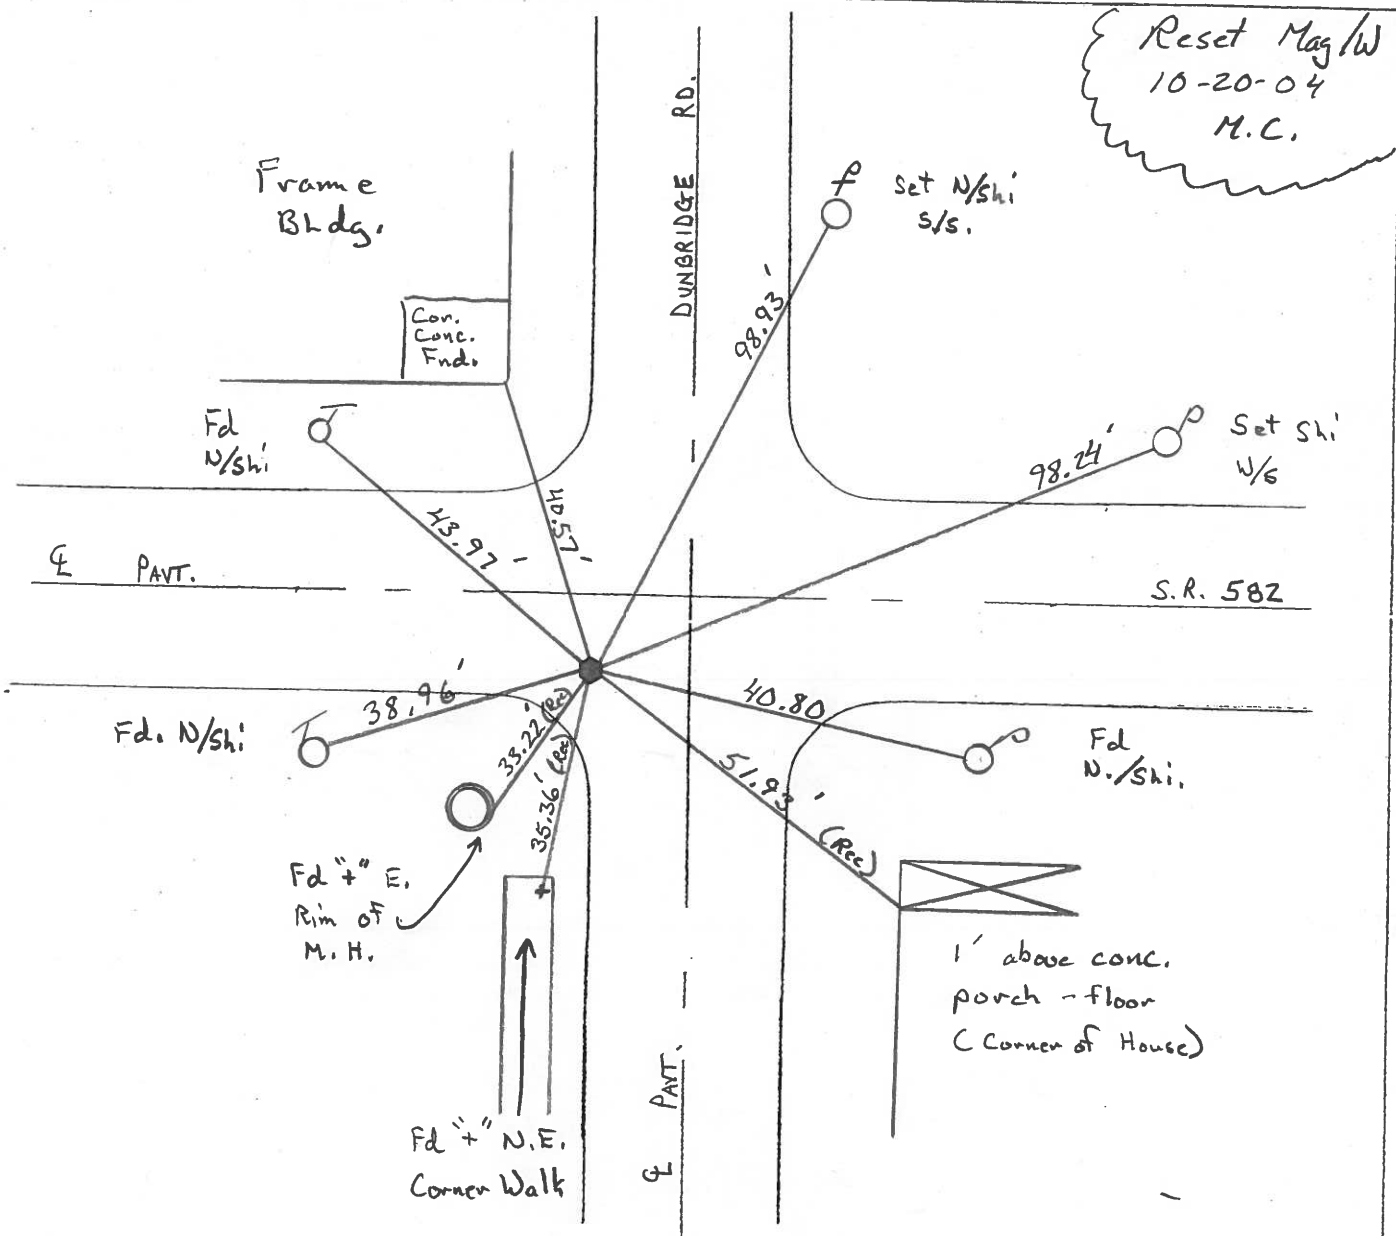 Reset Mag/W
10-20-04
M.C.
DUNBRIDGE RD.
Frame
BLdg.
Set N/Shi
S/S.
Cor.
Conc.
Fnd.
98.93'
Fd
N/Shi
Set Shi
W/S
98.24'
43.97'
40.57'
℄ PAVT.
S.R. 582
38.96'
33.22' (Rec)
35.36' (Rec)
40.80
51.93' (Rec)
Fd. N/Shi
Fd
N./Shi.
Fd "+" E.
Rim of
M.H.
1' above conc.
porch - floor
(Corner of House)
℄ PAVT.
Fd "+" N.E.
Corner Walk